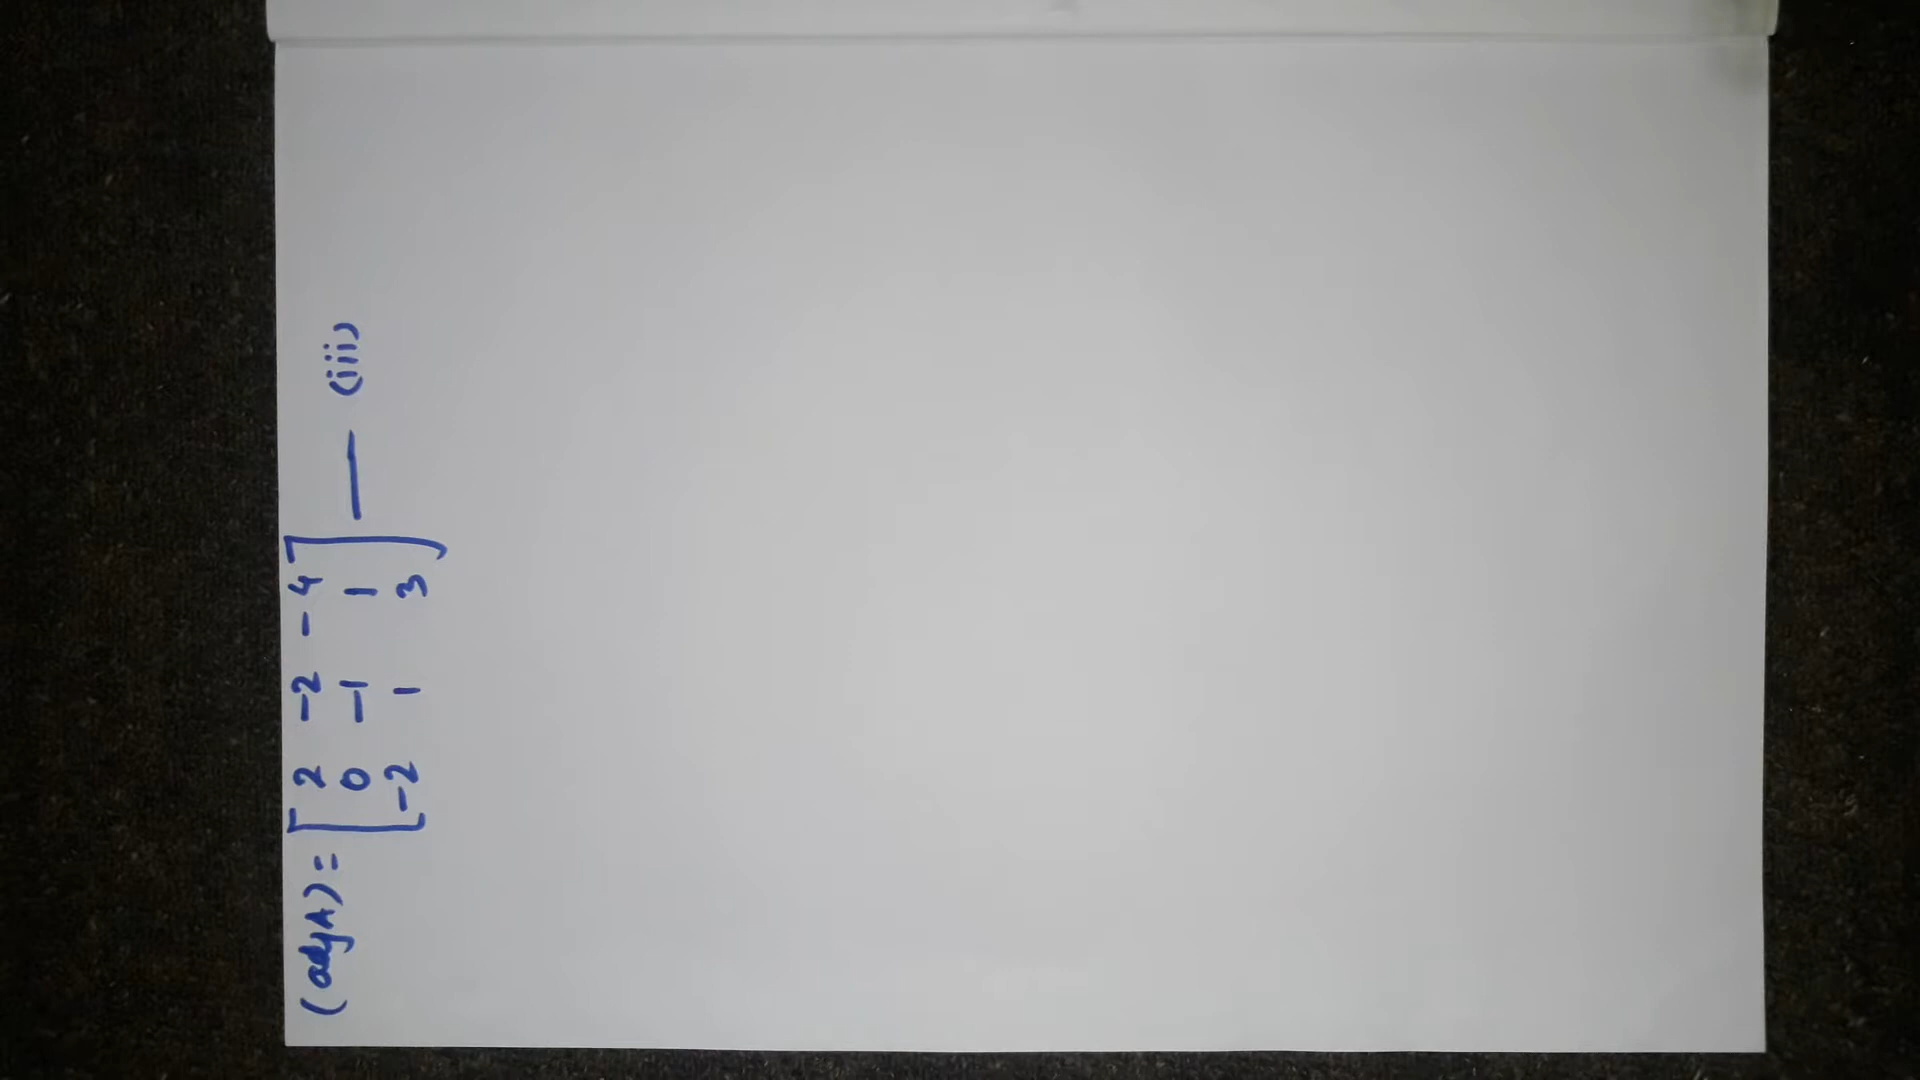 (adjA) = [ 2 -2 -4 ] — (iii)
0 -1 1
-2 1 3